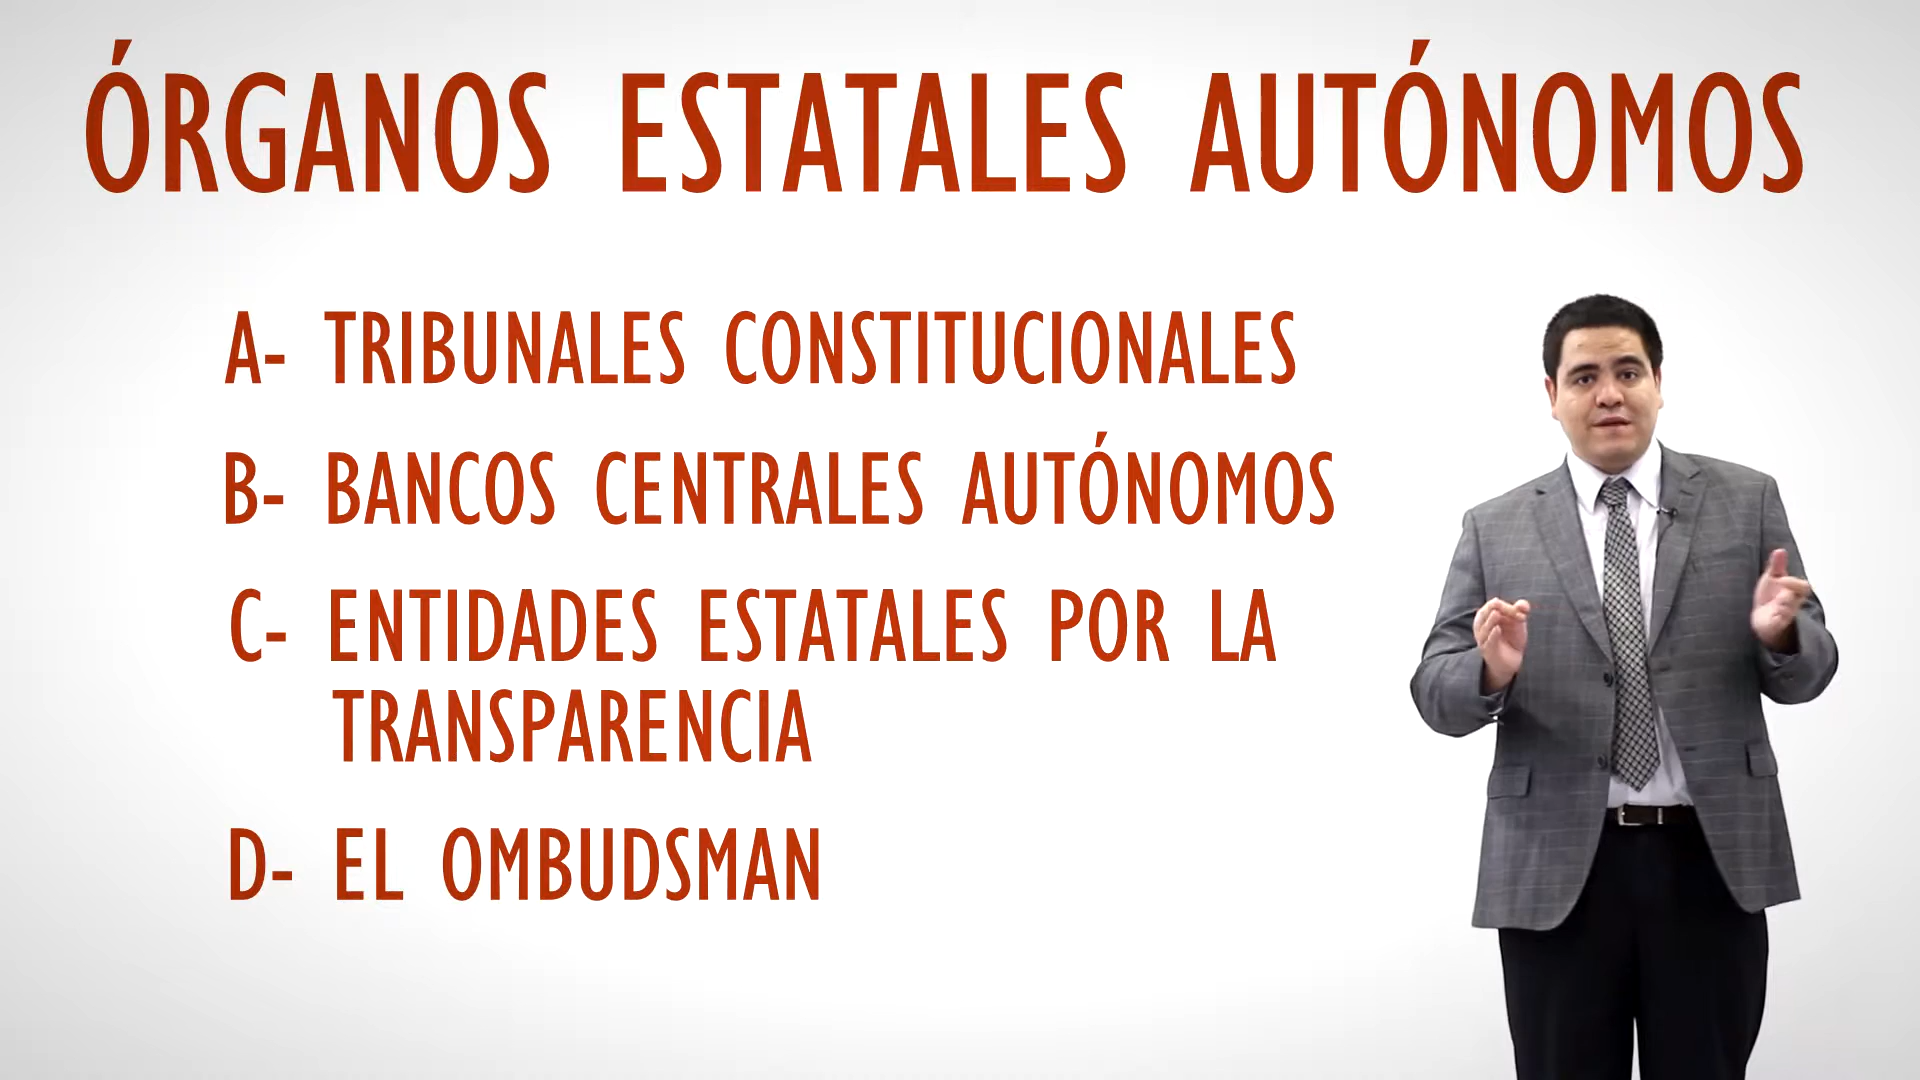 ÓRGANOS ESTATALES AUTÓNOMOS
A- TRIBUNALES CONSTITUCIONALES
B- BANCOS CENTRALES AUTÓNOMOS
C- ENTIDADES ESTATALES POR LA
TRANSPARENCIA
D- EL OMBUDSMAN